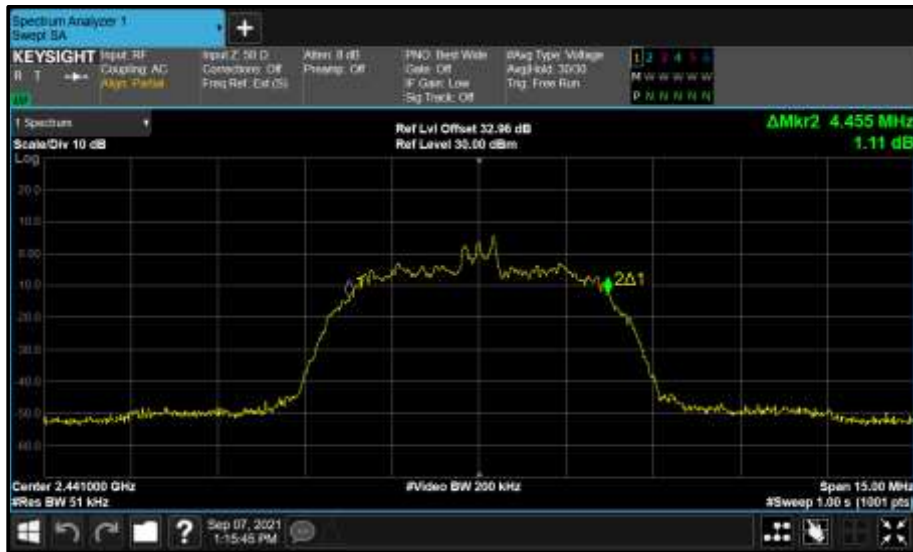 Spectrum Analyzer 1
Swept SA
+
KEYSIGHT
R T
Input: RF
Coupling: AC
Align: Partial
Input Z: 50 Ω
Corrections: Off
Freq Ref: Ext (S)
Atten: 8 dB
Preamp: Off
PNO: Best Wide
Gate: Off
IF Gain: Low
Sig Track: Off
#Avg Type: Voltage
Avg|Hold: 30/30
Trig: Free Run
1 2 3 4 5 6
M W W W W W
P N N N N N
1 Spectrum
Scale/Div 10 dB
Ref Lvl Offset 32.96 dB
Ref Level 30.00 dBm
ΔMkr2 4.455 MHz
1.11 dB
Log
20.0
10.0
0.00
-10.0
-20.0
-30.0
-40.0
-50.0
-60.0
2Δ1
Center 2.441000 GHz
#Res BW 51 kHz
#Video BW 200 kHz
Span 15.00 MHz
#Sweep 1.00 s (1001 pts)
?
Sep 07, 2021
1:15:45 PM